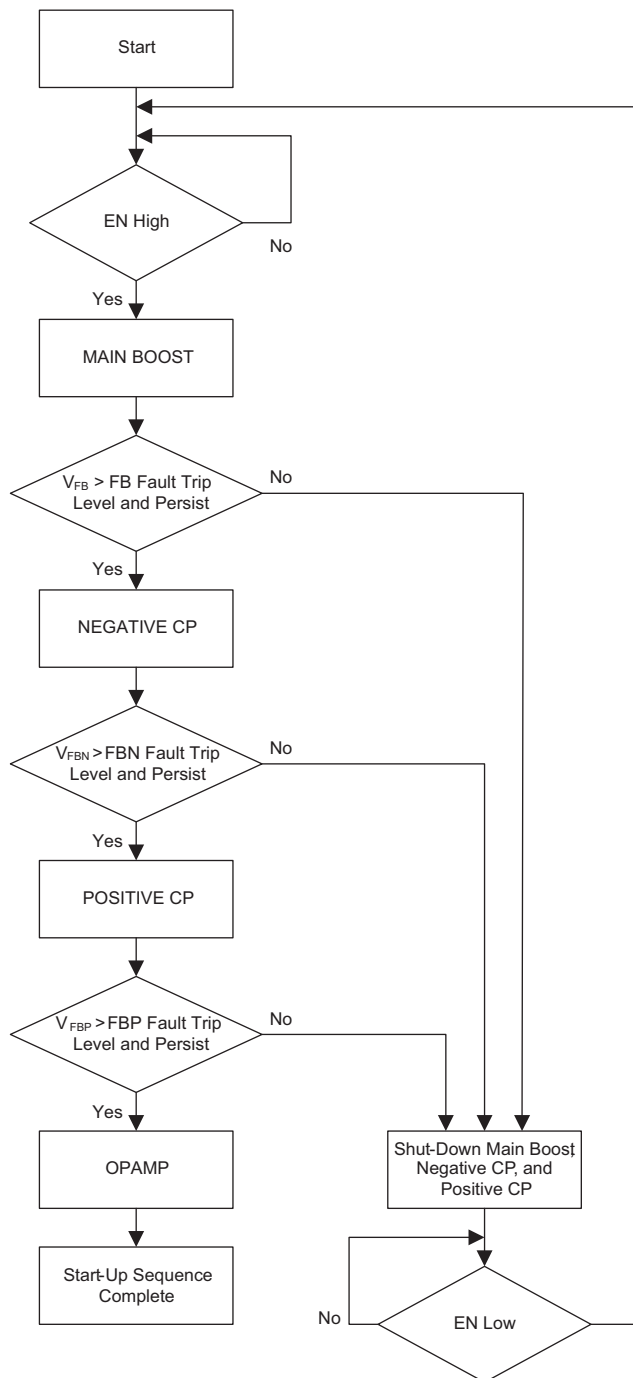 Start
EN High
No
Yes
MAIN BOOST
VFB > FB Fault Trip
Level and Persist
No
Yes
NEGATIVE CP
VFBN > FBN Fault Trip
Level and Persist
No
Yes
POSITIVE CP
VFBP > FBP Fault Trip
Level and Persist
No
Yes
OPAMP
Shut-Down Main Boost,
Negative CP, and
Positive CP
Start-Up Sequence
Complete
No
EN Low